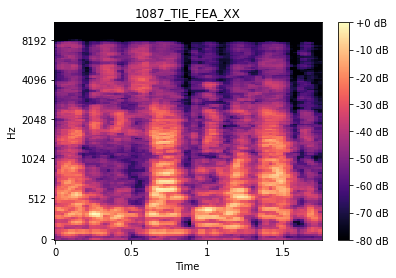 1087_TIE_FEA_XX
+0 dB
8192
-10 dB
4096
-20 dB
-30 dB
2048
Hz
-40 dB
1024
-50 dB
512
-60 dB
-70 dB
0
-80 dB
0 0.5 1 1.5
Time